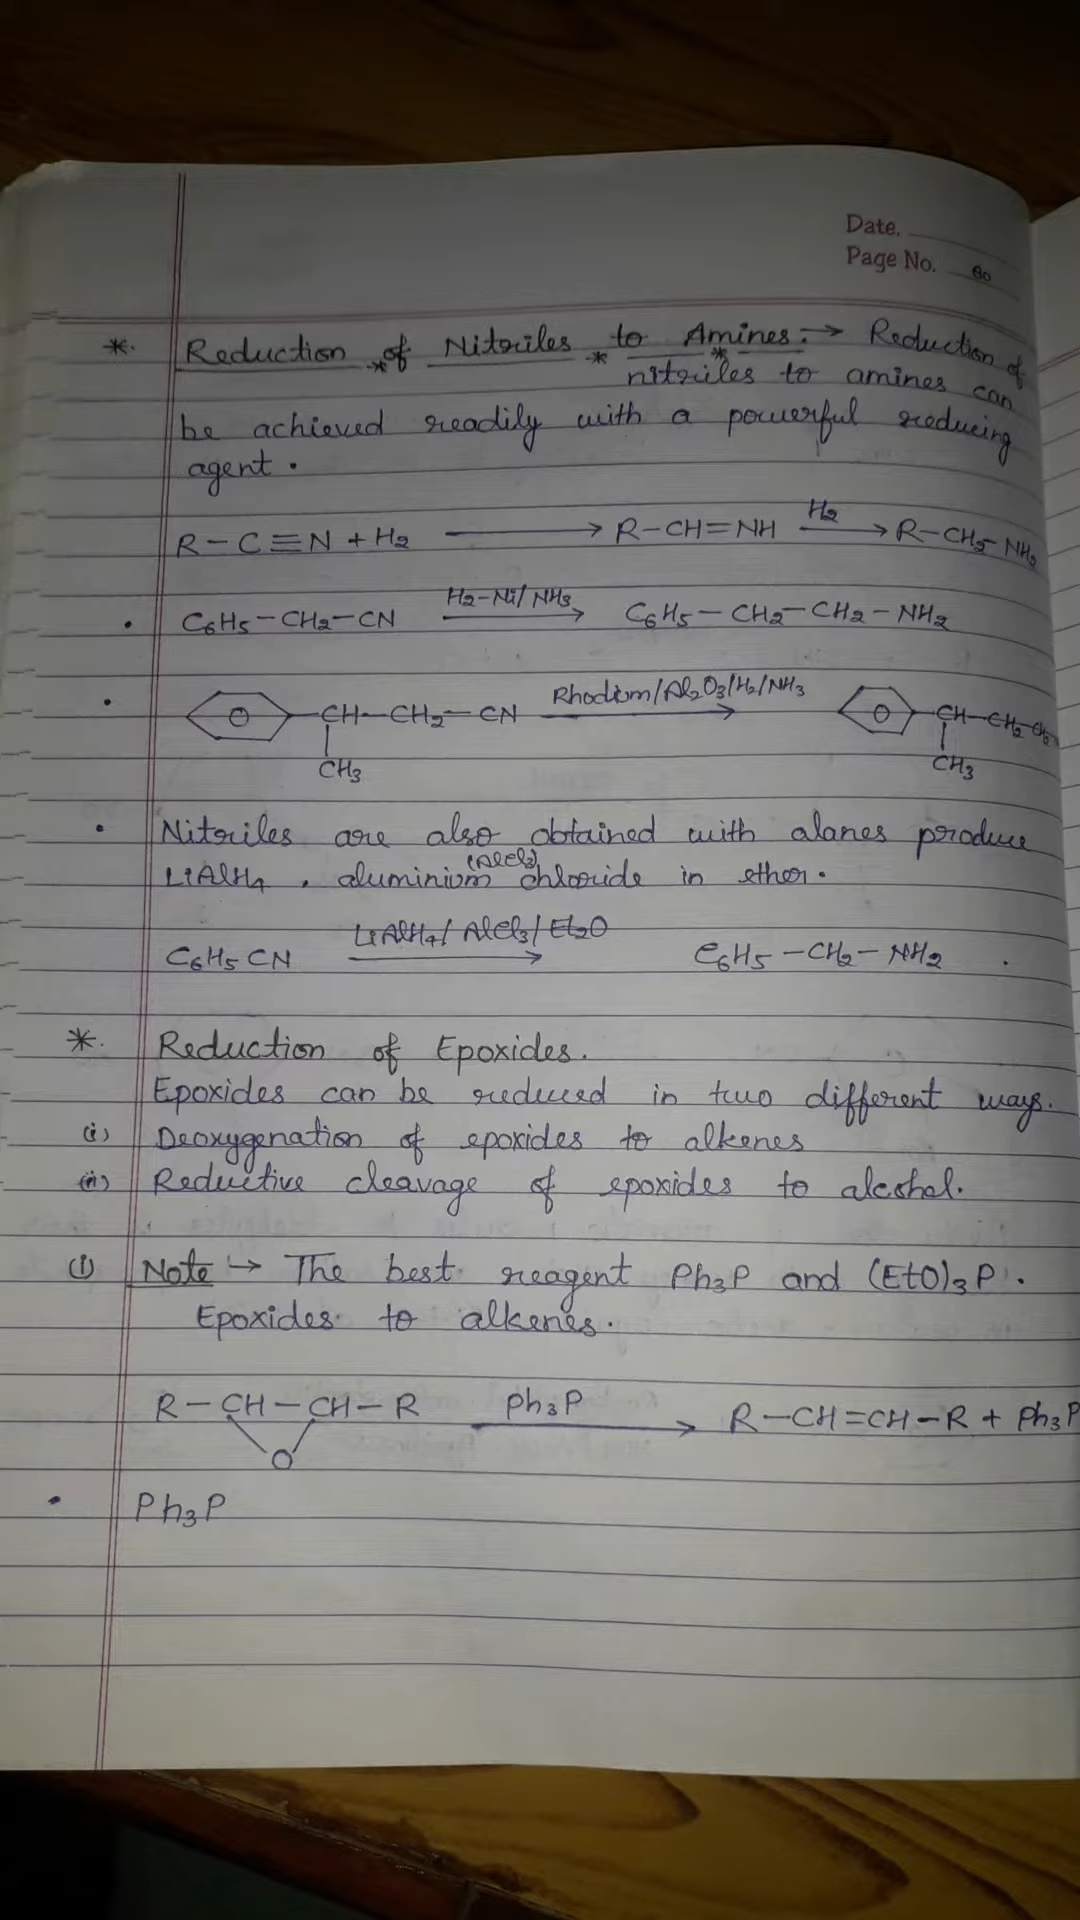 Date.
Page No. 80
*. Reduction of Nitriles to Amines :→ Reduction of
nitriles to amines can
be achieved readily with a powerful reducing
agent.
R-C≡N + H2 → R-CH=NH H2 → R-CH2-NH2
• C6H5-CH2-CN H2-Ni/NH3 → C6H5-CH2-CH2-NH2
• CH-CH2-CN Rhodium/Al2O3/H2/NH3 → CH-CH2-CH2
CH3 CH3
• Nitriles are also obtained with alanes produce
LiAlH4 , aluminium (AlCl3) chloride in ether.
C6H5CN LiAlH4/AlCl3/Et2O → C6H5-CH2-NH2 .
*. Reduction of Epoxides.
Epoxides can be reduced in two different ways.
(i) Deoxygenation of epoxides to alkenes
(ii) Reductive cleavage of epoxides to alcohol.
(i) Note → The best reagent Ph3P and (EtO)3P.
Epoxides to alkenes.
R-CH-CH-R Ph3P → R-CH=CH-R + Ph3P
O
• Ph3P